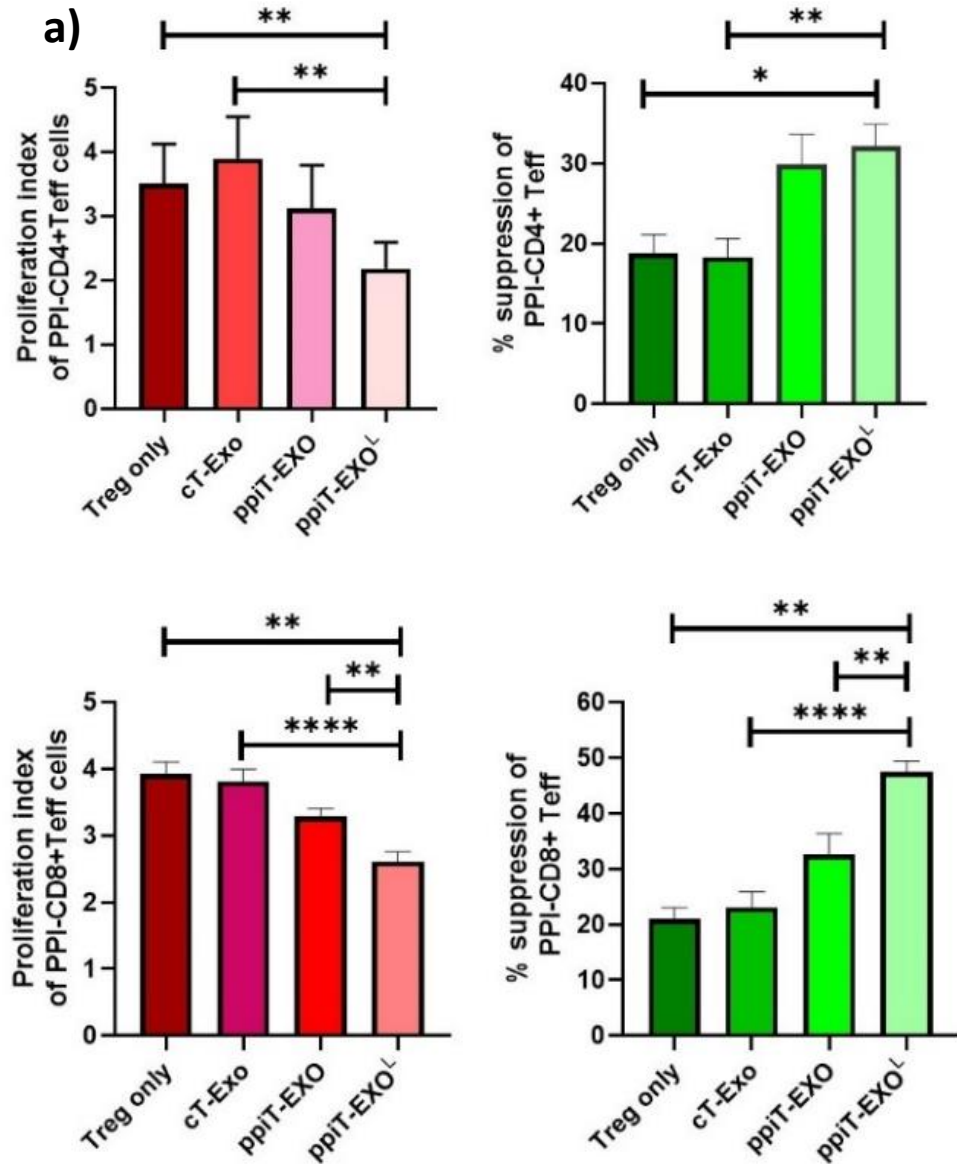 a)
**
**
Proliferation index
of PPI-CD4+Teff cells
5
4
3
2
1
0
Treg only
cT-Exo
ppiT-EXO
ppiT-EXO^L
**
*
% suppression of
PPI-CD4+ Teff
40
30
20
10
0
Treg only
cT-Exo
ppiT-EXO
ppiT-EXO^L
**
**
****
Proliferation index
of PPI-CD8+Teff cells
5
4
3
2
1
0
Treg only
cT-Exo
ppiT-EXO
ppiT-EXO^L
**
**
****
% suppression of
PPI-CD8+ Teff
60
50
40
30
20
10
0
Treg only
cT-Exo
ppiT-EXO
ppiT-EXO^L